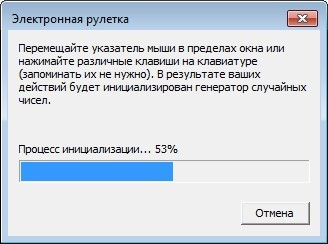 Электронная рулетка
Перемещайте указатель мыши в пределах окна или
нажимайте различные клавиши на клавиатуре
(запоминать их не нужно). В результате ваших
действий будет инициализирован генератор случайных
чисел.
Процесс инициализации... 53%
Отмена